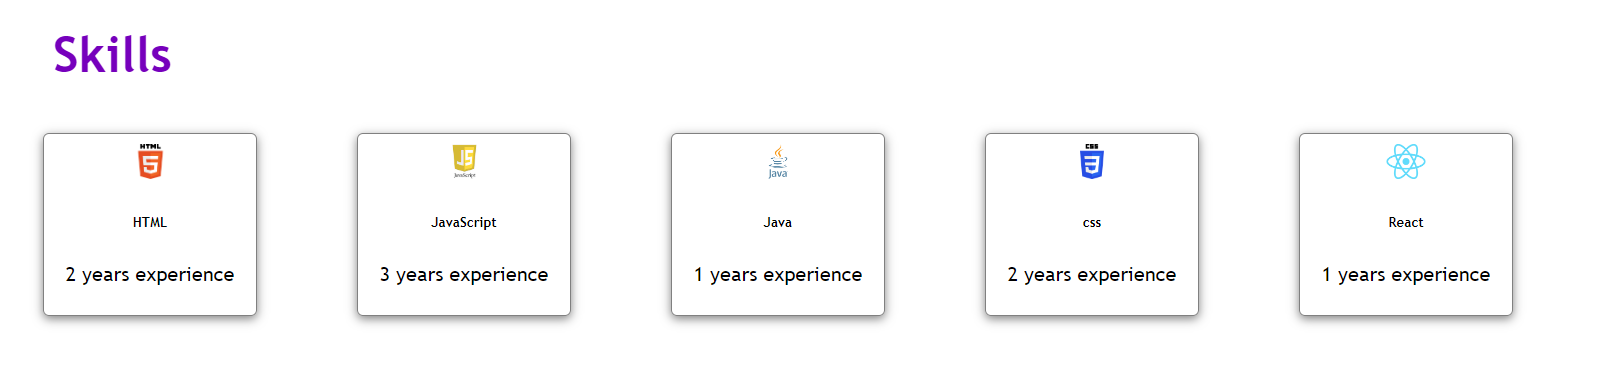 Skills
HTML
5
HTML
2 years experience
JS
JavaScript
JavaScript
3 years experience
Java
Java
1 years experience
CSS
3
css
2 years experience
React
1 years experience